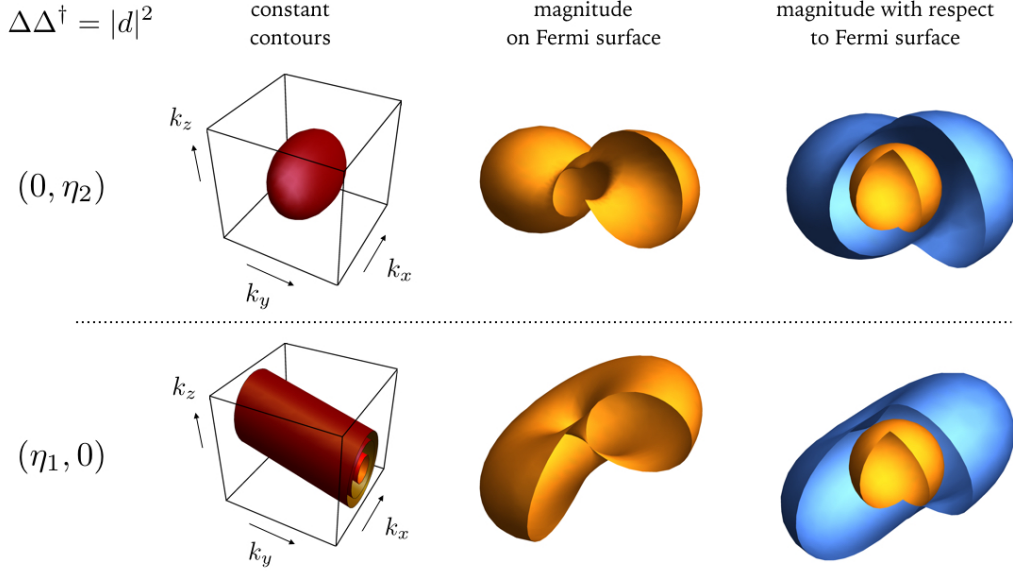 ΔΔ† = |d|²
constant
contours
magnitude
on Fermi surface
magnitude with respect
to Fermi surface
(0, η₂)
k_z
k_y
k_x
(η₁, 0)
k_z
k_y
k_x